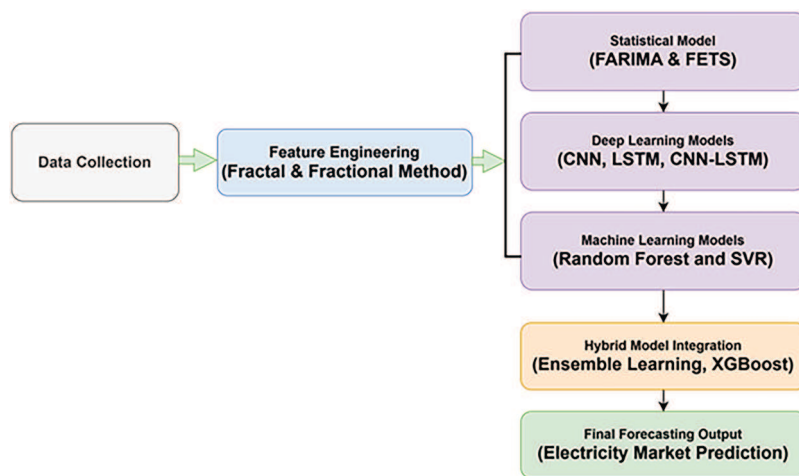 Data Collection
Feature Engineering
(Fractal & Fractional Method)
Statistical Model
(FARIMA & FETS)
Deep Learning Models
(CNN, LSTM, CNN-LSTM)
Machine Learning Models
(Random Forest and SVR)
Hybrid Model Integration
(Ensemble Learning, XGBoost)
Final Forecasting Output
(Electricity Market Prediction)